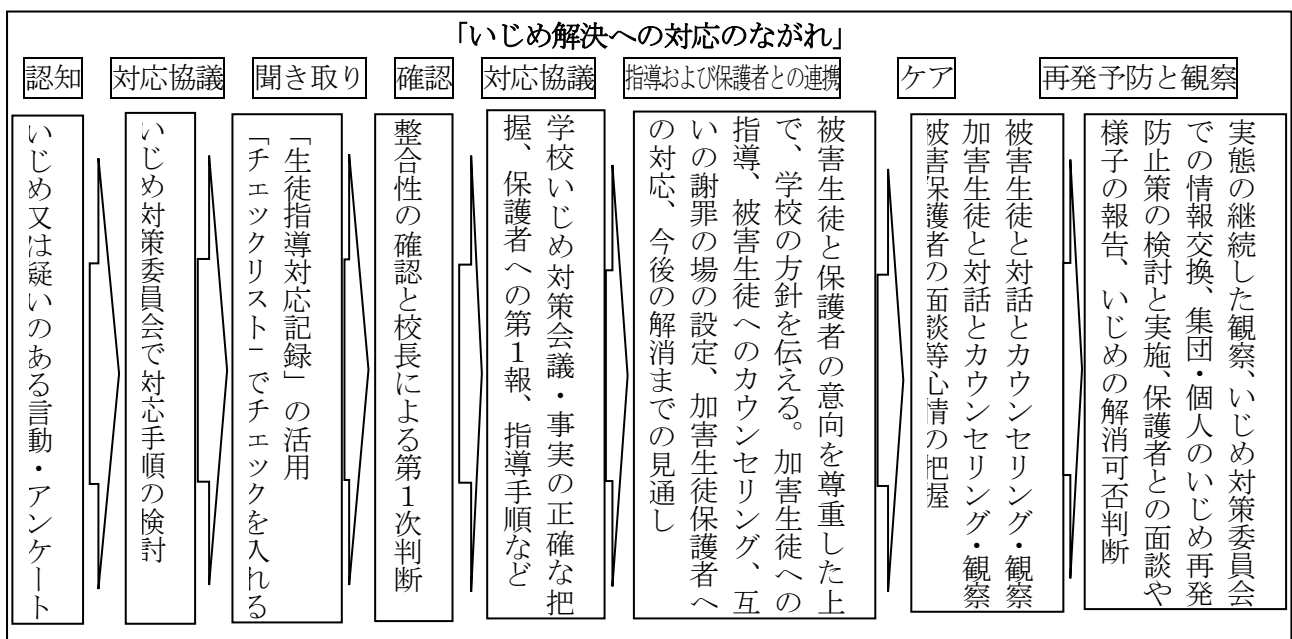 「いじめ解決への対応のながれ」
認知
対応協議
聞き取り
確認
対応協議
指導および保護者との連携
ケア
再発予防と観察
いじめ又は疑いのある言動・アンケート
いじめ対策委員会で対応手順の検討
「生徒指導対応記録」の活用
「チェックリスト」でチェックを入れる
整合性の確認と校長による第1次判断
学校いじめ対策会議・事実の正確な把
握、保護者への第1報、指導手順など
被害生徒と保護者の意向を尊重した上
で、学校の方針を伝える。加害生徒への
指導、被害生徒へのカウンセリング、互
いの謝罪の場の設定、加害生徒保護者へ
の対応、今後の解消までの見通し
被害生徒と対話とカウンセリング・観察
加害生徒と対話とカウンセリング・観察
被害保護者の面談等心情の把握
実態の継続した観察、いじめ対策委員会
での情報交換、集団・個人のいじめ再発
防止策の検討と実施、保護者との面談や
様子の報告、いじめの解消可否判断